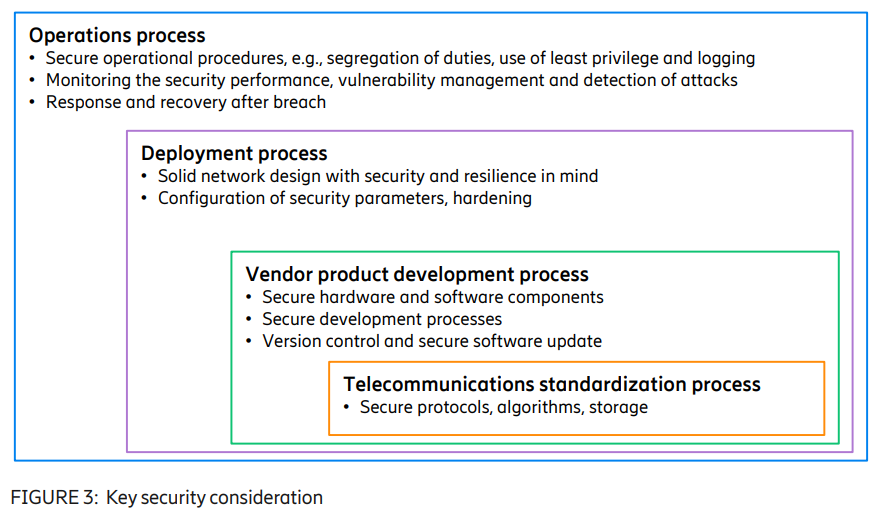 Operations process
• Secure operational procedures, e.g., segregation of duties, use of least privilege and logging
• Monitoring the security performance, vulnerability management and detection of attacks
• Response and recovery after breach
Deployment process
• Solid network design with security and resilience in mind
• Configuration of security parameters, hardening
Vendor product development process
• Secure hardware and software components
• Secure development processes
• Version control and secure software update
Telecommunications standardization process
• Secure protocols, algorithms, storage
FIGURE 3: Key security consideration